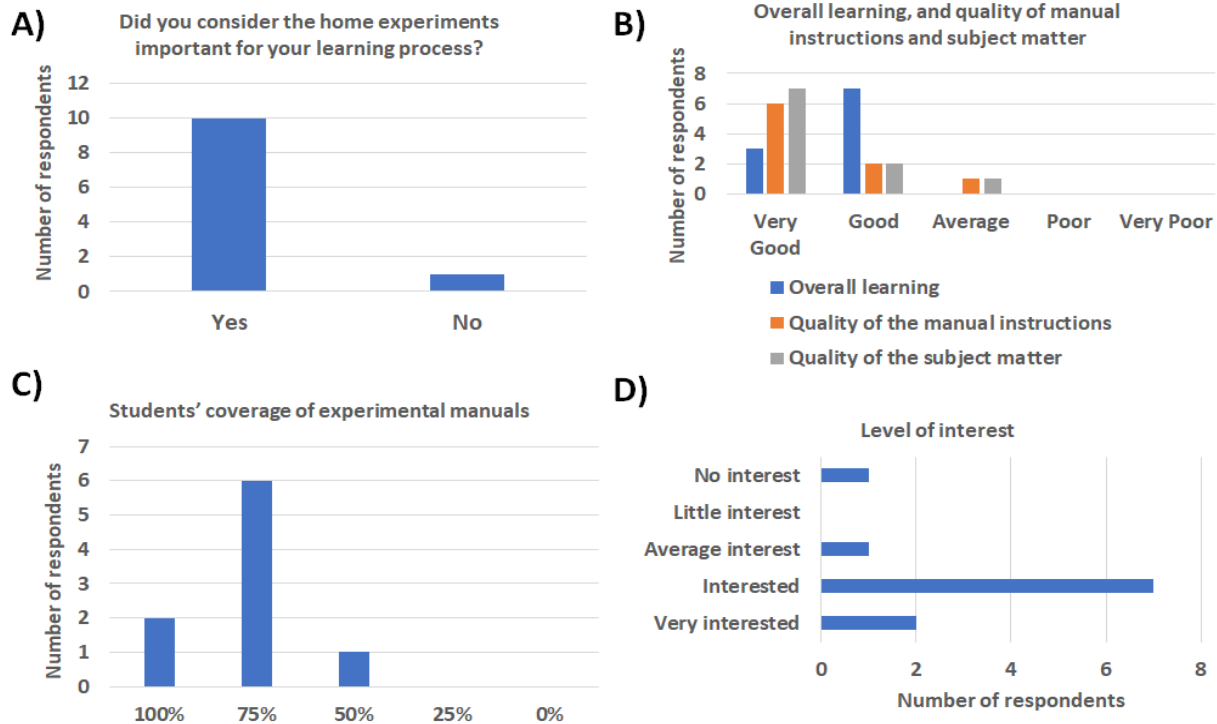 A)
Did you consider the home experiments
important for your learning process?
Number of respondents
12
10
8
6
4
2
0
Yes
No
B)
Overall learning, and quality of manual
instructions and subject matter
Number of respondents
8
6
4
2
0
Very
Good
Good
Average
Poor
Very Poor
Overall learning
Quality of the manual instructions
Quality of the subject matter
C)
Students’ coverage of experimental manuals
Number of respondents
7
6
5
4
3
2
1
0
100%
75%
50%
25%
0%
D)
Level of interest
No interest
Little interest
Average interest
Interested
Very interested
0
2
4
6
8
Number of respondents